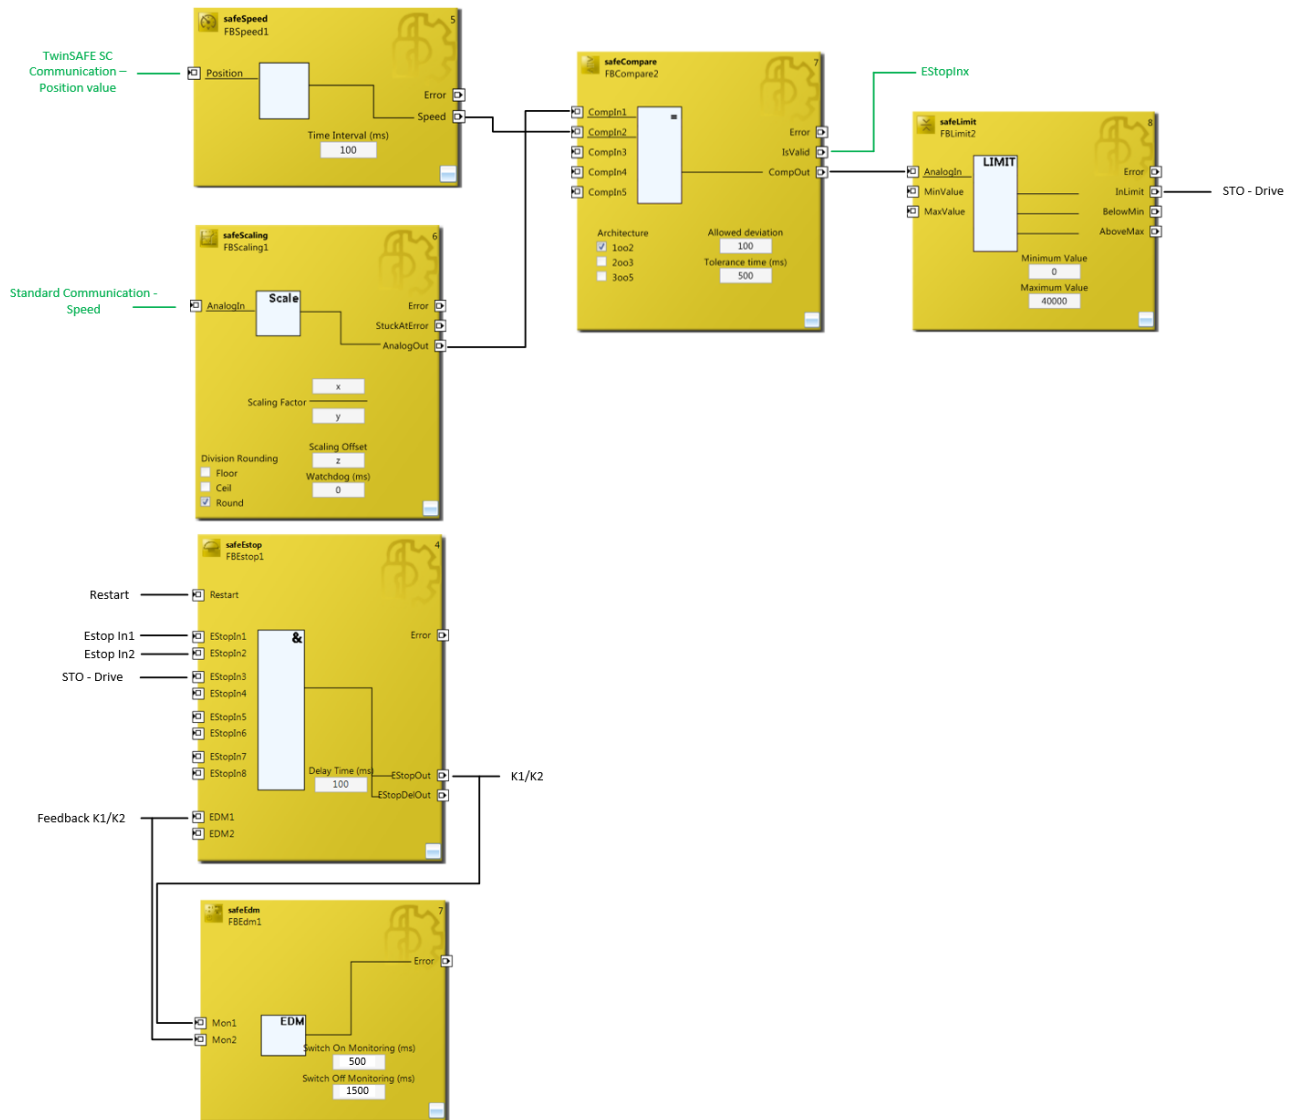 safeSpeed
FBSpeed1
5
TwinSAFE SC
Communication –
Position value
Position
Error
Speed
Time Interval (ms)
100
safeCompare
FBCompare2
7
CompIn1
CompIn2
CompIn3
CompIn4
CompIn5
=
Error
IsValid
CompOut
Architecture
1oo2
2oo3
3oo5
Allowed deviation
100
Tolerance time (ms)
500
EStopInx
safeLimit
FBLimit2
8
AnalogIn
MinValue
MaxValue
LIMIT
Error
InLimit
BelowMin
AboveMax
Minimum Value
0
Maximum Value
40000
STO - Drive
safeScaling
FBScaling1
6
Standard Communication -
Speed
AnalogIn
Scale
Error
StuckAtError
AnalogOut
Scaling Factor
x
y
Scaling Offset
z
Watchdog (ms)
0
Division Rounding
Floor
Ceil
Round
safeEstop
FBEstop1
4
Restart
Restart
Estop In1
EStopIn1
Estop In2
EStopIn2
STO - Drive
EStopIn3
EStopIn4
EStopIn5
EStopIn6
EStopIn7
EStopIn8
&
Error
Delay Time (ms)
100
EStopOut
EStopDelOut
K1/K2
Feedback K1/K2
EDM1
EDM2
safeEdm
FBEdm1
7
Error
Mon1
Mon2
EDM
Switch On Monitoring (ms)
500
Switch Off Monitoring (ms)
1500